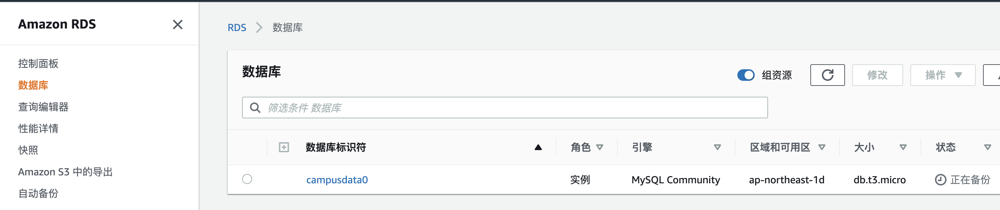 Amazon RDS
控制面板
数据库
查询编辑器
性能详情
快照
Amazon S3 中的导出
自动备份
RDS 数据库
数据库
组资源 修改 操作
筛选条件 数据库
数据库标识符 角色 引擎 区域和可用区 大小 状态
campusdata0 实例 MySQL Community ap-northeast-1d db.t3.micro 正在备份